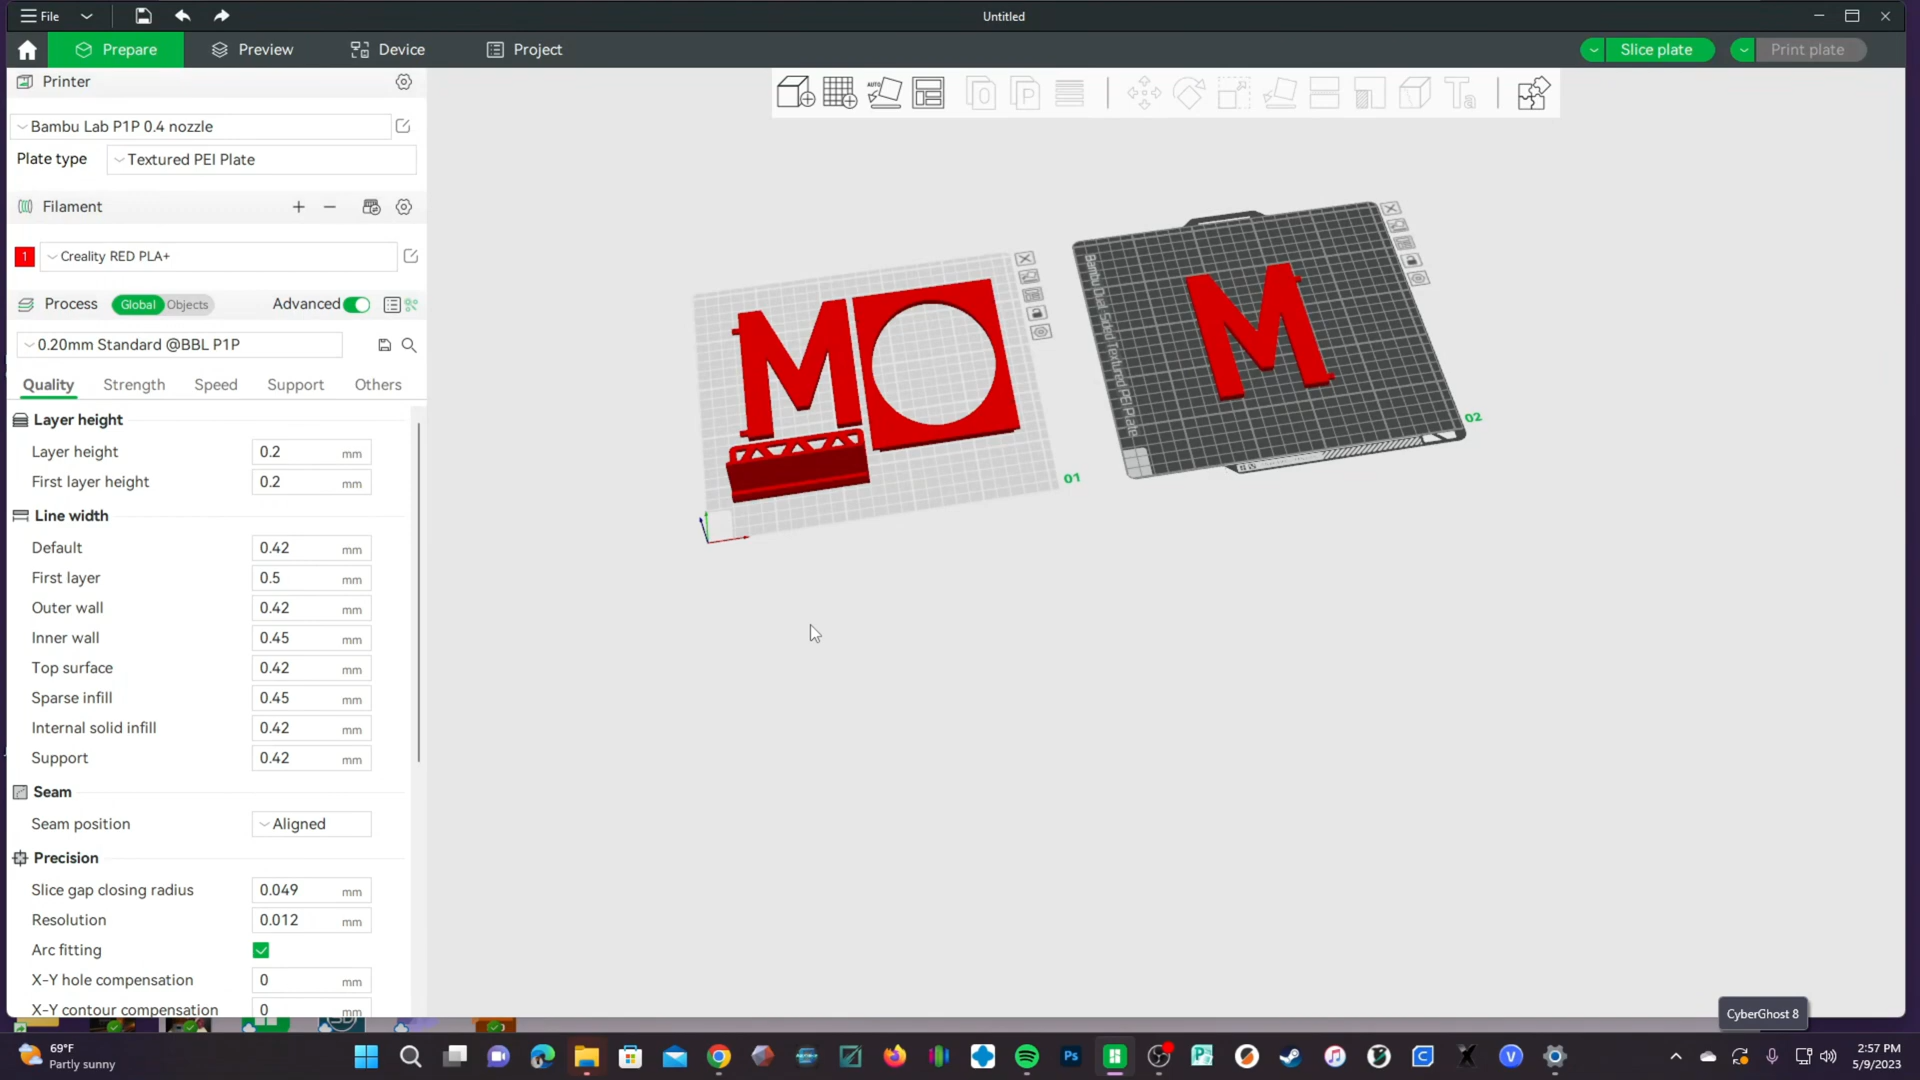 File
Untitled
Prepare
Preview
Device
Project
Slice plate
Print plate
Printer
Bambu Lab P1P 0.4 nozzle
Plate type
Textured PEI Plate
AUTO
Filament
1
Creality RED PLA+
Process
Global
Objects
Advanced
0.20mm Standard @BBL P1P
Quality
Strength
Speed
Support
Others
Layer height
Layer height 0.2 mm
First layer height 0.2 mm
Line width
Default 0.42 mm
First layer 0.5 mm
Outer wall 0.42 mm
Inner wall 0.45 mm
Top surface 0.42 mm
Sparse infill 0.45 mm
Internal solid infill 0.42 mm
Support 0.42 mm
Seam
Seam position Aligned
Precision
Slice gap closing radius 0.049 mm
Resolution 0.012 mm
Arc fitting
X-Y hole compensation 0 mm
X-Y contour compensation 0 mm
M
M
01
02
CyberGhost 8
69°F
Partly sunny
Ps
V
2:57 PM
5/9/2023